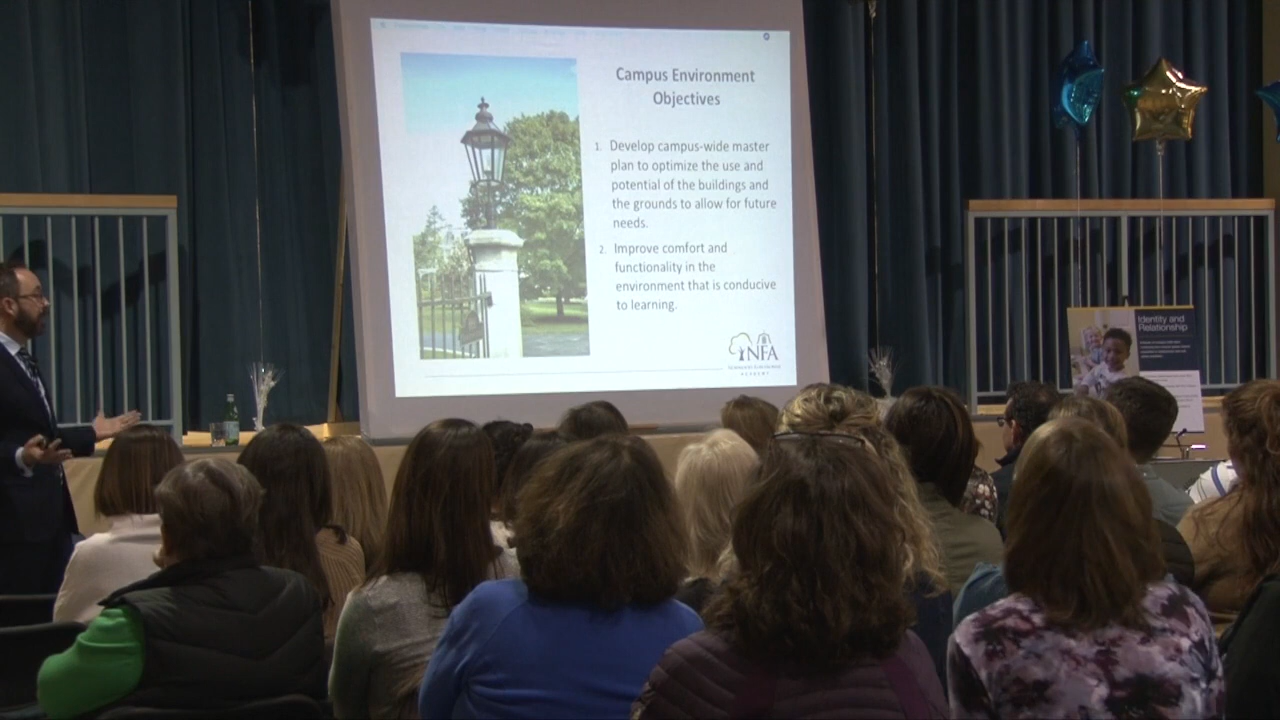 Campus Environment
Objectives
1. Develop campus-wide master
plan to optimize the use and
potential of the buildings and
the grounds to allow for future
needs.
2. Improve comfort and
functionality in the
environment that is conducive
to learning.
NFA
ACADEMY
Identity and
Relationship